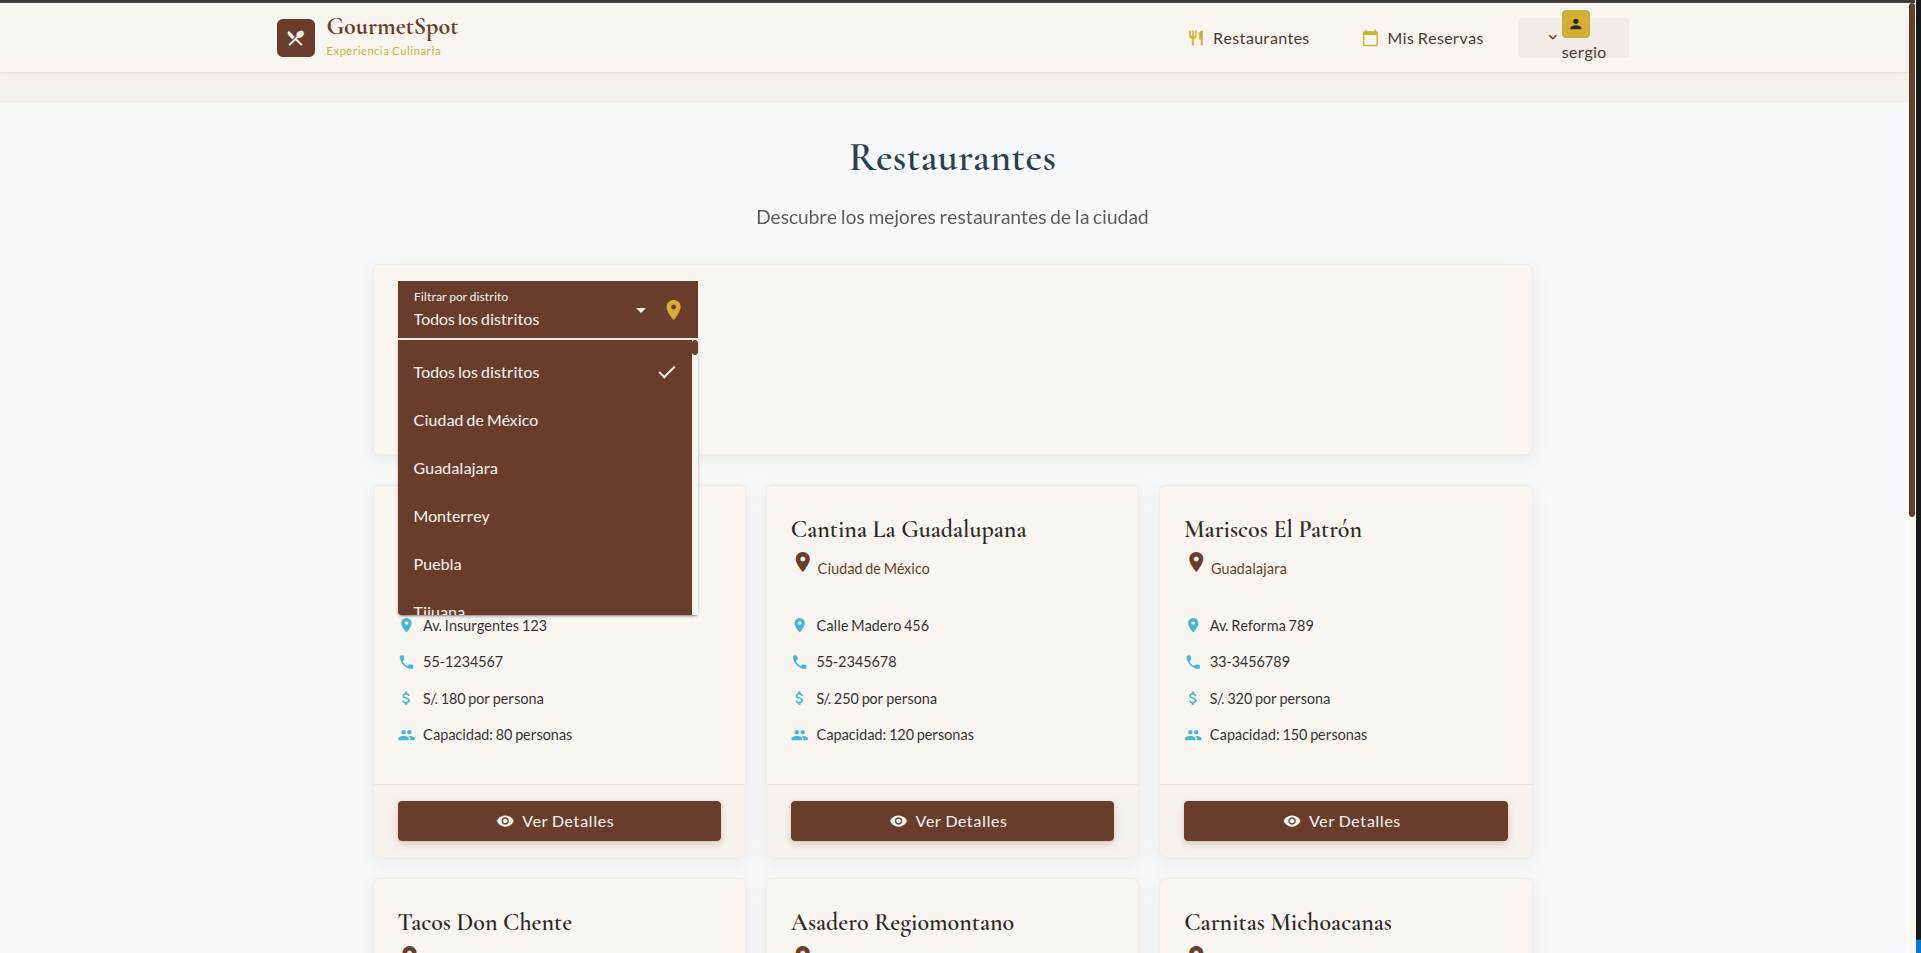 GourmetSpot
Experiencia Culinaria
Restaurantes
Mis Reservas
sergio
Restaurantes
Descubre los mejores restaurantes de la ciudad
Filtrar por distrito
Todos los distritos
Todos los distritos
Ciudad de México
Guadalajara
Monterrey
Puebla
Tijuana
Av. Insurgentes 123
55-1234567
S/. 180 por persona
Capacidad: 80 personas
Ver Detalles
Cantina La Guadalupana
Ciudad de México
Calle Madero 456
55-2345678
S/. 250 por persona
Capacidad: 120 personas
Ver Detalles
Mariscos El Patrón
Guadalajara
Av. Reforma 789
33-3456789
S/. 320 por persona
Capacidad: 150 personas
Ver Detalles
Tacos Don Chente
Asadero Regiomontano
Carnitas Michoacanas